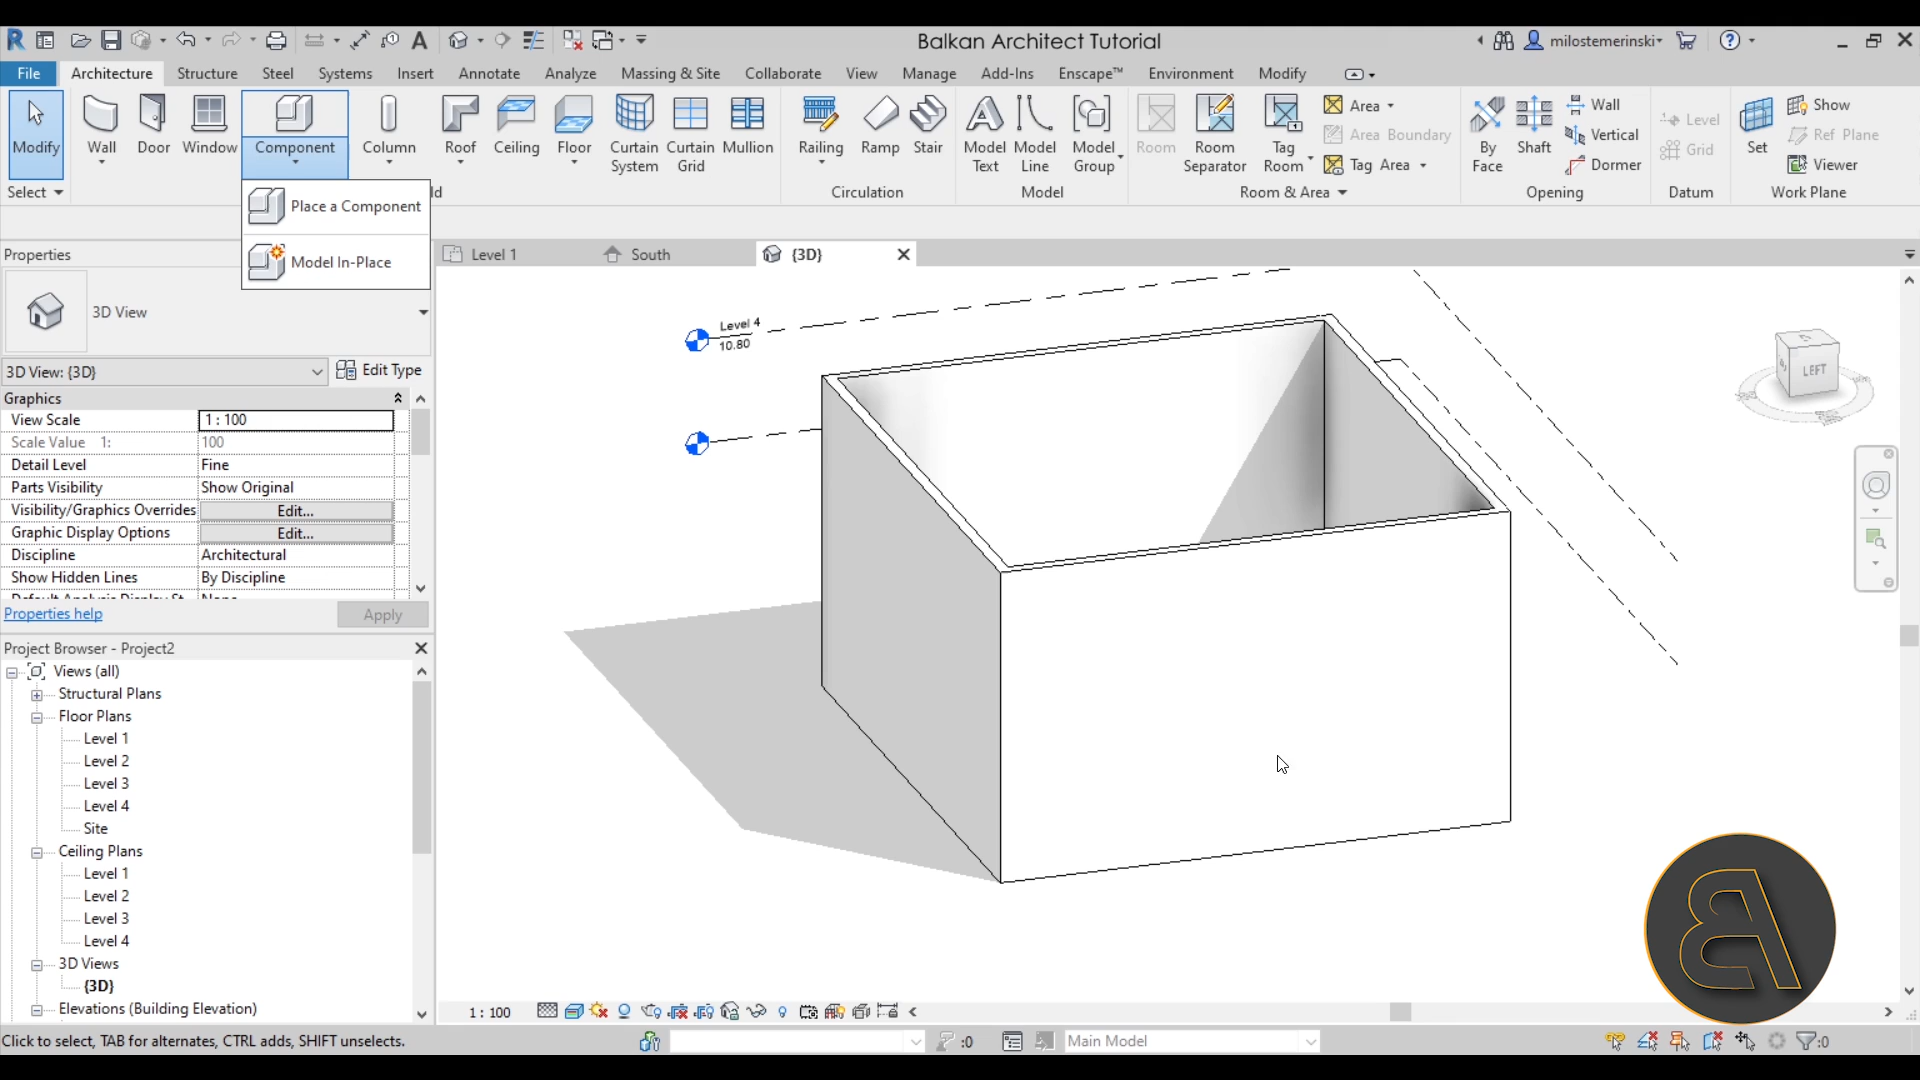 Balkan Architect Tutorial
milostemerinski
File Architecture Structure Steel Systems Insert Annotate Analyze Massing & Site Collaborate View Manage Add-Ins Enscape™ Environment Modify
Modify
Wall
Door
Window
Component
Column
Roof
Ceiling
Floor
Curtain
System
Curtain
Grid
Mullion
Railing
Ramp
Stair
Model
Text
Model
Line
Model
Group
Room
Room
Separator
Tag
Room
Area
Area Boundary
Tag Area
By
Face
Shaft
Wall
Vertical
Dormer
Level
Grid
Set
Show
Ref Plane
Viewer
Select
ld
Circulation
Model
Room & Area
Opening
Datum
Work Plane
Place a Component
Model In-Place
Properties
3D View
3D View: {3D}
Edit Type
Graphics
View Scale 1 : 100
Scale Value 1: 100
Detail Level Fine
Parts Visibility Show Original
Visibility/Graphics Overrides Edit...
Graphic Display Options Edit...
Discipline Architectural
Show Hidden Lines By Discipline
Properties help
Apply
Project Browser - Project2
Views (all)
Structural Plans
Floor Plans
Level 1
Level 2
Level 3
Level 4
Site
Ceiling Plans
Level 1
Level 2
Level 3
Level 4
3D Views
{3D}
Elevations (Building Elevation)
Level 1
South
{3D}
Level 4
10.80
LEFT
1 : 100
Click to select, TAB for alternates, CTRL adds, SHIFT unselects.
:0
Main Model
:0